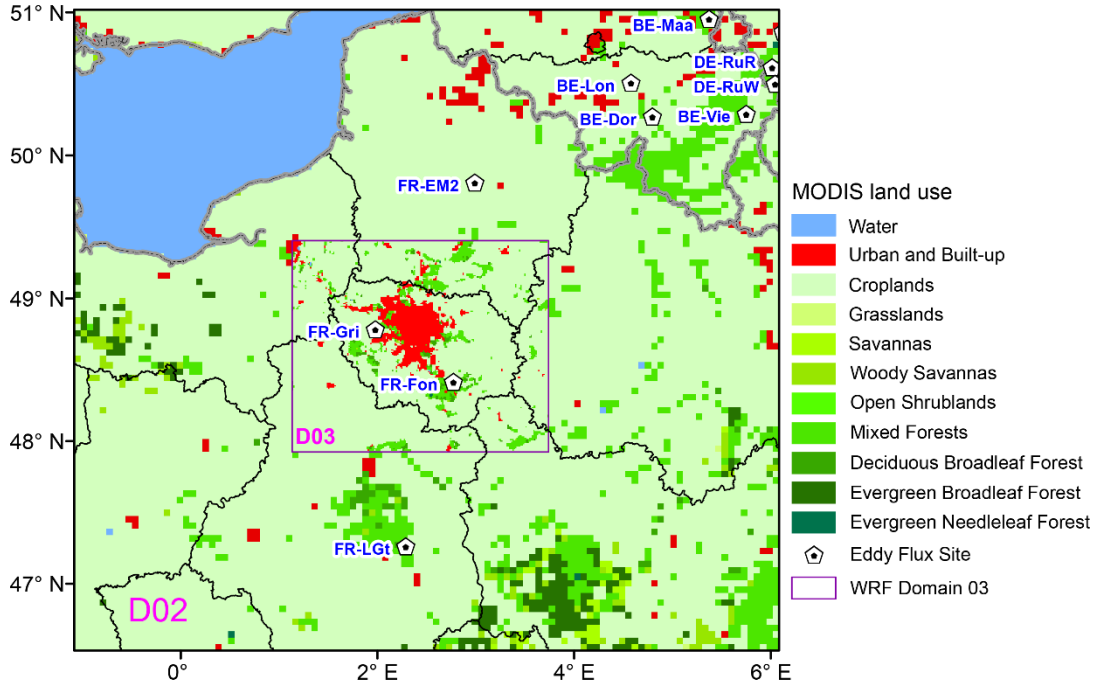 51° N
50° N
49° N
48° N
47° N
0°
2° E
4° E
6° E
BE-Maa
DE-RuR
BE-Lon
DE-RuW
BE-Dor
BE-Vie
FR-EM2
FR-Gri
FR-Fon
D03
FR-LGt
D02
MODIS land use
Water
Urban and Built-up
Croplands
Grasslands
Savannas
Woody Savannas
Open Shrublands
Mixed Forests
Deciduous Broadleaf Forest
Evergreen Broadleaf Forest
Evergreen Needleleaf Forest
Eddy Flux Site
WRF Domain 03